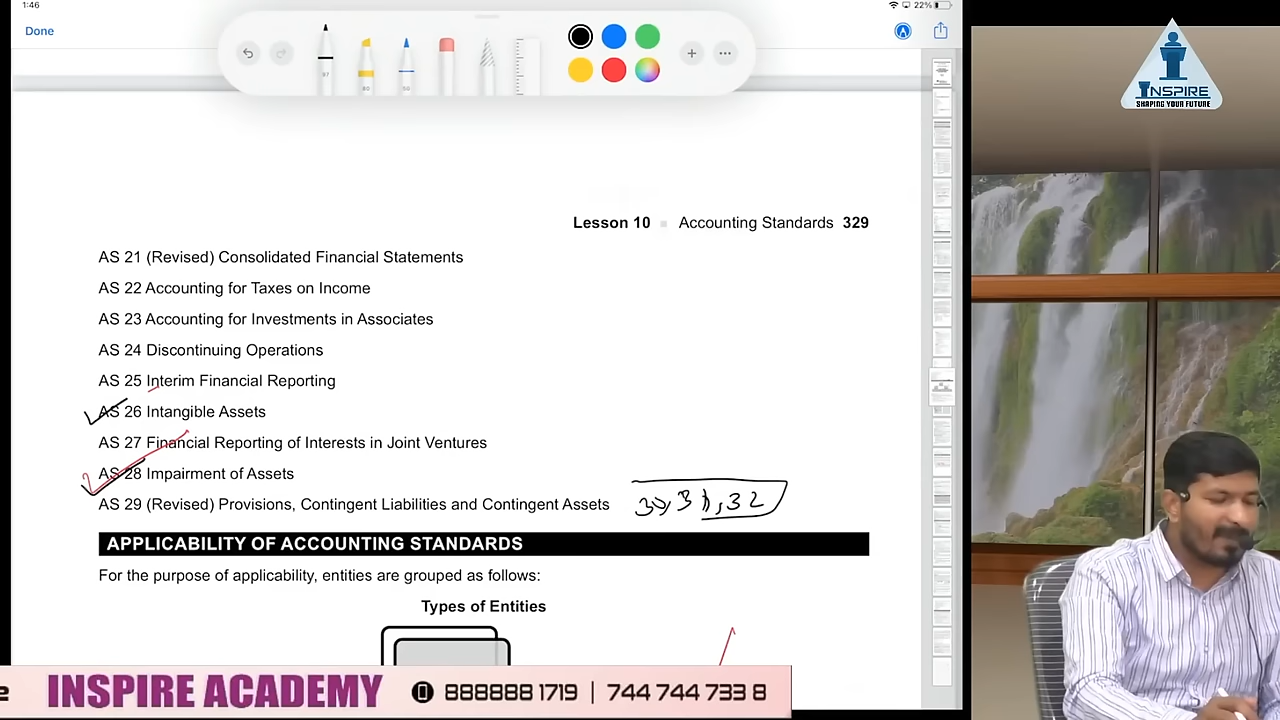 1:46
22%
Done
INSPIRE
SHAPING YOUR FUTURE
Lesson 10 Accounting Standards 329
AS 21 (Revised) Consolidated Financial Statements
AS 22 Accounting for Taxes on Income
AS 23 Accounting for Investments in Associates
AS 24 Discontinuing Operations
AS 25 Interim Financial Reporting
AS 26 Intangible Assets
AS 27 Financial Reporting of Interests in Joint Ventures
AS 28 Impairment of Assets
AS 29 (Revised) Provisions, Contingent Liabilities and Contingent Assets 30, 31, 32
APPLICABILITY OF ACCOUNTING STANDARDS
For the purpose of applicability, entities are grouped as follows:
Types of Entities
INSPIRE ACADEMY 888888 1719 | 744 744 733 8